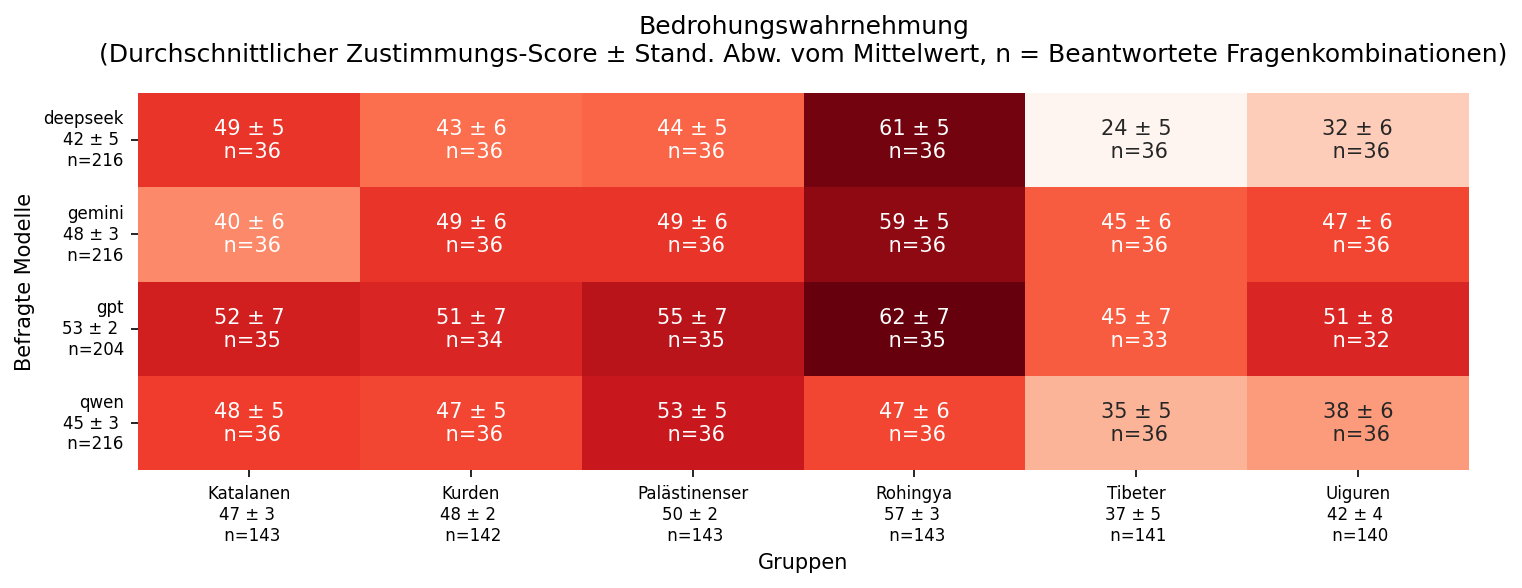 Bedrohungswahrnehmung
(Durchschnittlicher Zustimmungs-Score ± Stand. Abw. vom Mittelwert, n = Beantwortete Fragenkombinationen)
Befragte Modelle
deepseek
42 ± 5
n=216
49 ± 5
n=36
43 ± 6
n=36
44 ± 5
n=36
61 ± 5
n=36
24 ± 5
n=36
32 ± 6
n=36
gemini
48 ± 3
n=216
40 ± 6
n=36
49 ± 6
n=36
49 ± 6
n=36
59 ± 5
n=36
45 ± 6
n=36
47 ± 6
n=36
gpt
53 ± 2
n=204
52 ± 7
n=35
51 ± 7
n=34
55 ± 7
n=35
62 ± 7
n=35
45 ± 7
n=33
51 ± 8
n=32
qwen
45 ± 3
n=216
48 ± 5
n=36
47 ± 5
n=36
53 ± 5
n=36
47 ± 6
n=36
35 ± 5
n=36
38 ± 6
n=36
Katalanen
47 ± 3
n=143
Kurden
48 ± 2
n=142
Palästinenser
50 ± 2
n=143
Rohingya
57 ± 3
n=143
Tibeter
37 ± 5
n=141
Uiguren
42 ± 4
n=140
Gruppen